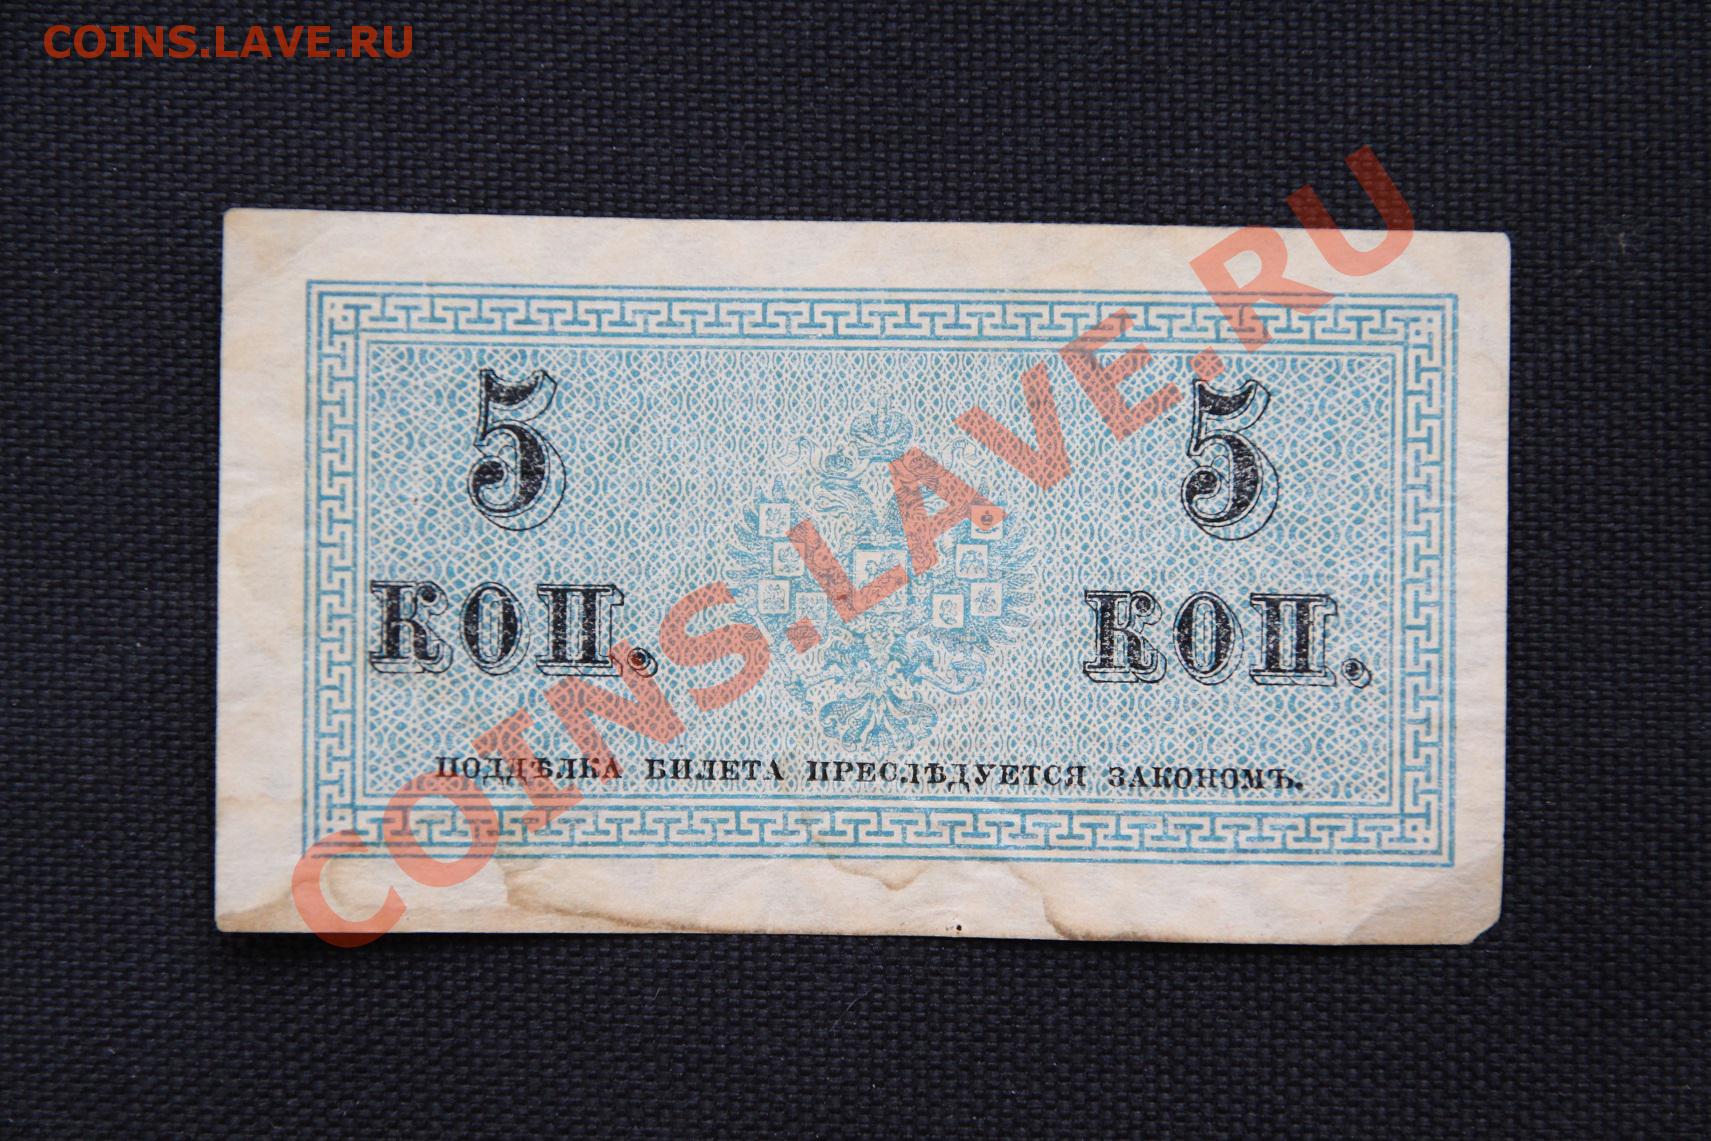 COINS.LAVE.RU
5 5
КОП. КОП.
ПОДДѢЛКА БИЛЕТА ПРЕСЛѢДУЕТСЯ ЗАКОНОМЪ.
COINS.LAVE.RU